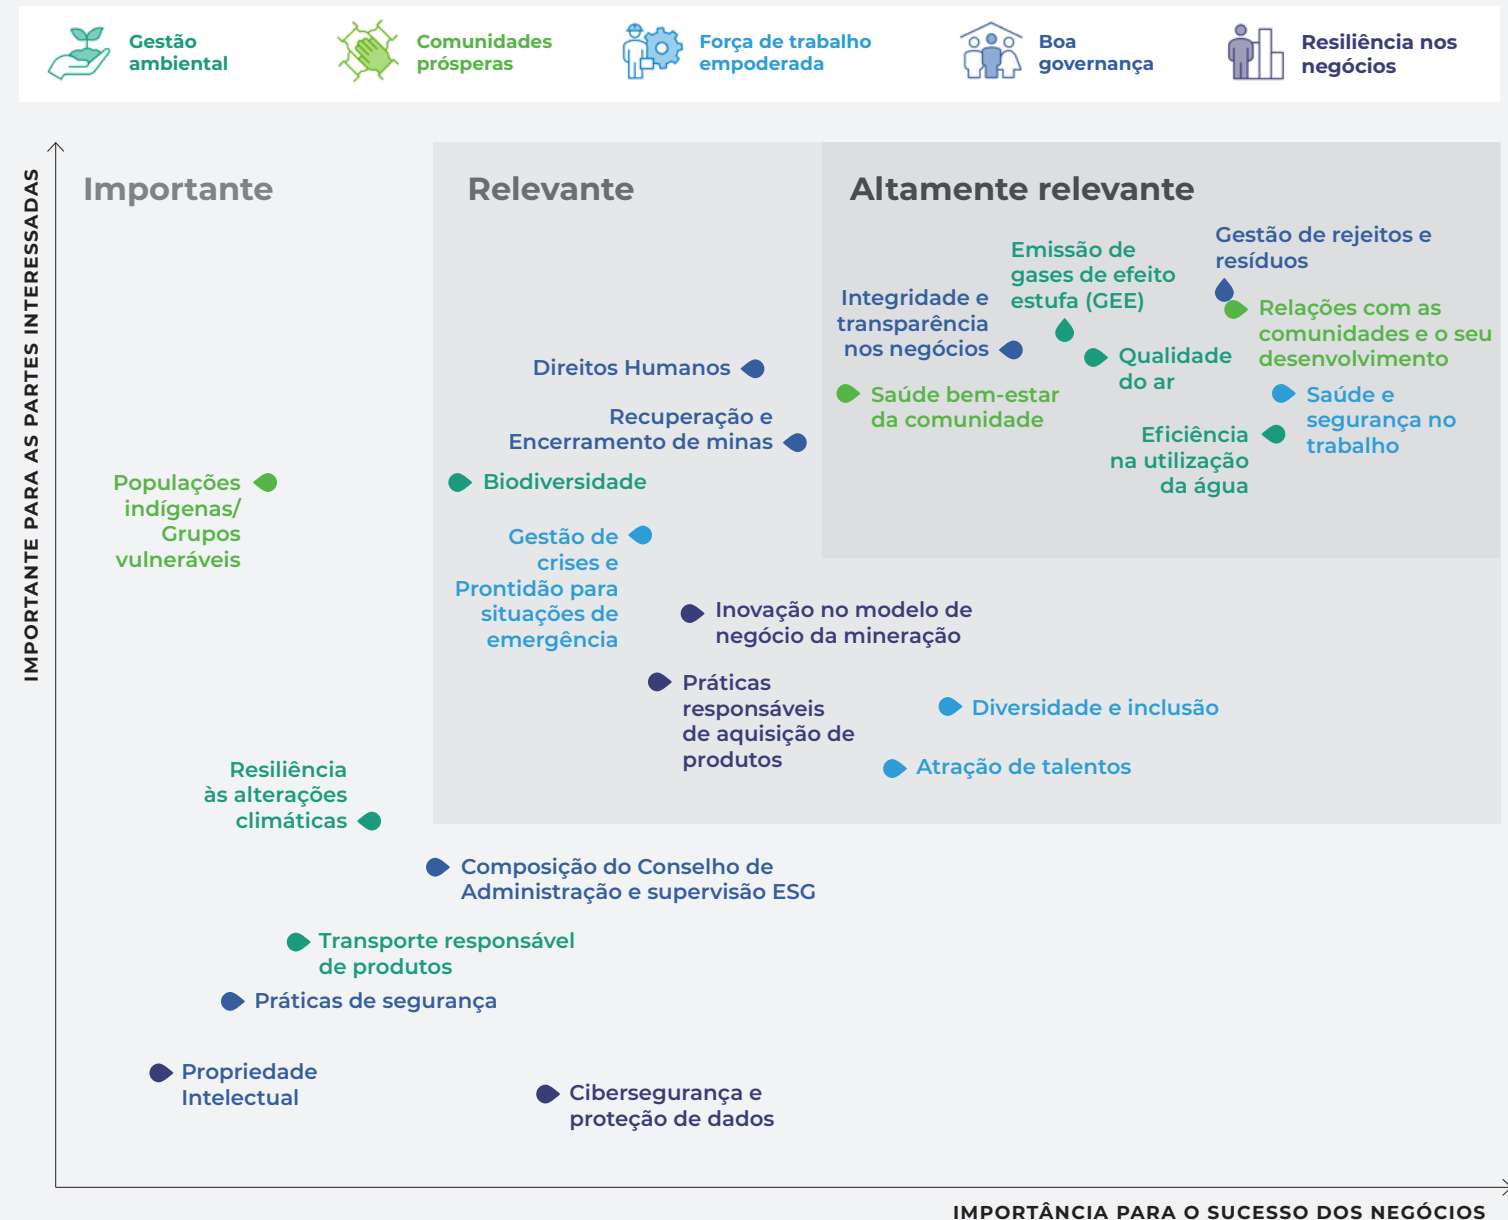 Gestão
ambiental
Comunidades
prósperas
Força de trabalho
empoderada
Boa
governança
Resiliência nos
negócios
IMPORTANTE PARA AS PARTES INTERESSADAS
Importante
Relevante
Altamente relevante
Gestão de rejeitos e
resíduos
Emissão de
gases de efeito
estufa (GEE)
Integridade e
transparência
nos negócios
Relações com as
comunidades e o seu
desenvolvimento
Qualidade
do ar
Direitos Humanos
Saúde bem-estar
da comunidade
Saúde e
segurança no
trabalho
Recuperação e
Encerramento de minas
Eficiência
na utilização
da água
Populações
indígenas/
Grupos
vulneráveis
Biodiversidade
Gestão de
crises e
Prontidão para
situações de
emergência
Inovação no modelo de
negócio da mineração
Práticas
responsáveis
de aquisição de
produtos
Diversidade e inclusão
Atração de talentos
Resiliência
às alterações
climáticas
Composição do Conselho de
Administração e supervisão ESG
Transporte responsável
de produtos
Práticas de segurança
Propriedade
Intelectual
Cibersegurança e
proteção de dados
IMPORTÂNCIA PARA O SUCESSO DOS NEGÓCIOS